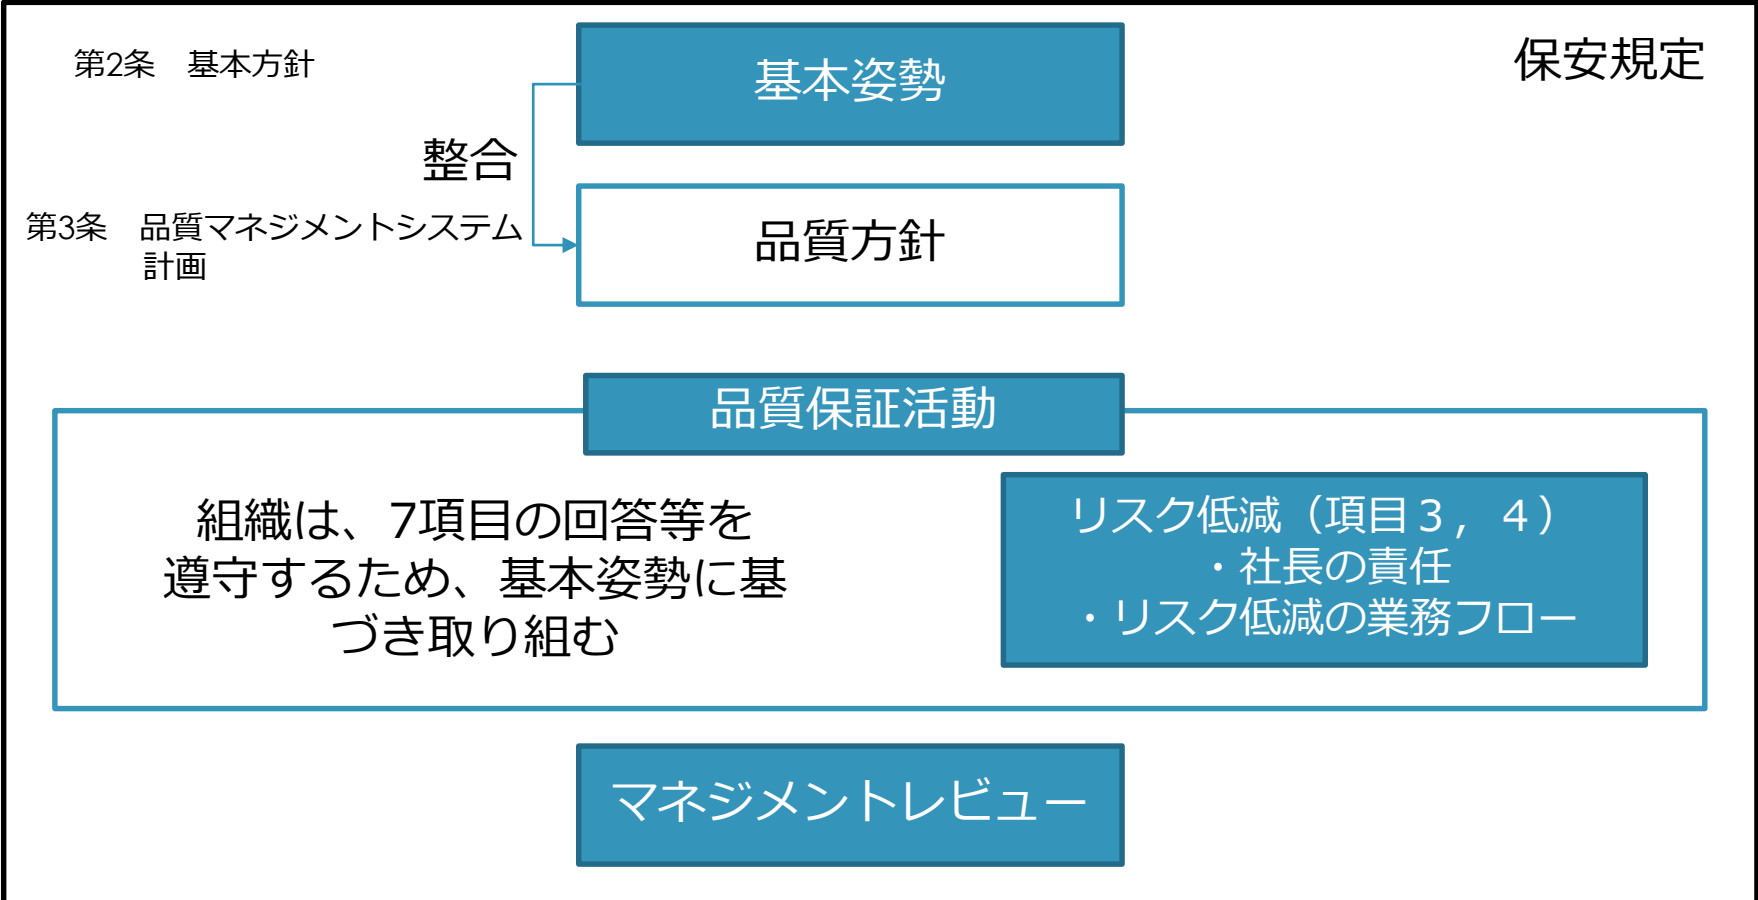 第2条　基本方針
基本姿勢
保安規定
整合
第3条　品質マネジメントシステム
計画
品質方針
品質保証活動
組織は、7項目の回答等を
遵守するため、基本姿勢に基
づき取り組む
リスク低減（項目３，４）
・社長の責任
・リスク低減の業務フロー
マネジメントレビュー